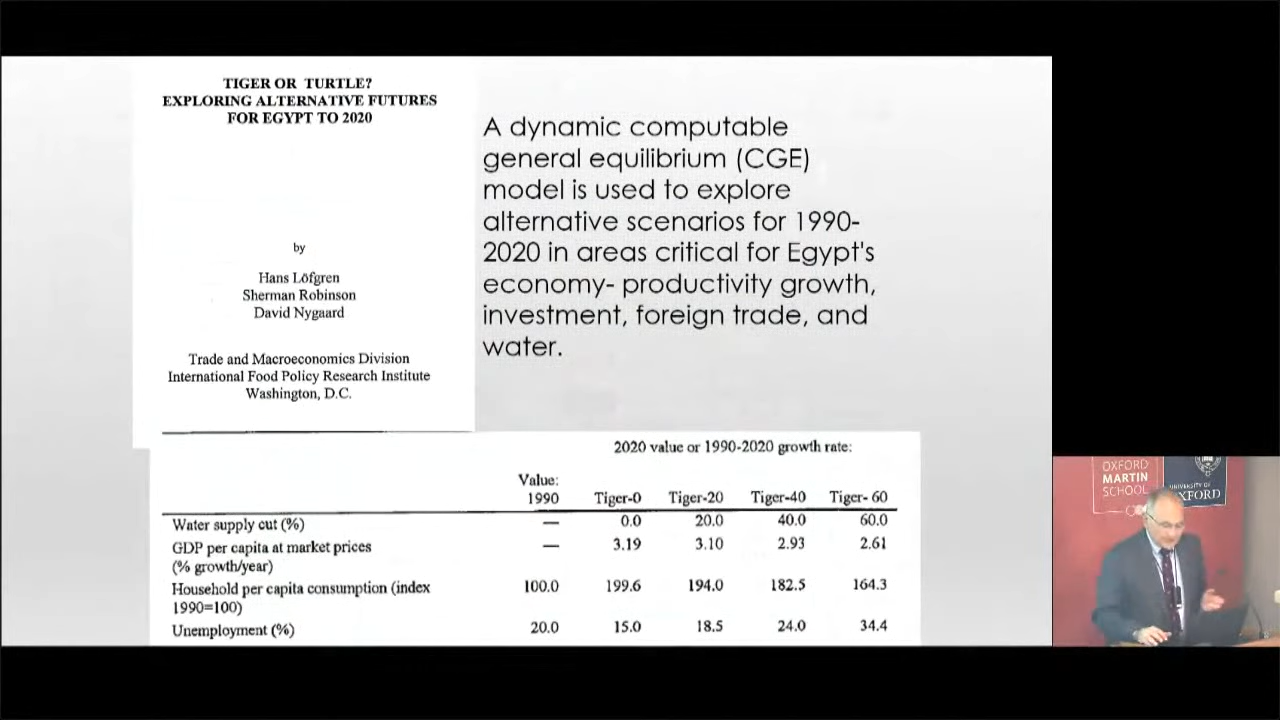 TIGER OR TURTLE?
EXPLORING ALTERNATIVE FUTURES
FOR EGYPT TO 2020
by
Hans Löfgren
Sherman Robinson
David Nygaard
Trade and Macroeconomics Division
International Food Policy Research Institute
Washington, D.C.
A dynamic computable
general equilibrium (CGE)
model is used to explore
alternative scenarios for 1990-
2020 in areas critical for Egypt's
economy- productivity growth,
investment, foreign trade, and
water.
2020 value or 1990-2020 growth rate:
Value:
1990 Tiger-0 Tiger-20 Tiger-40 Tiger- 60
Water supply cut (%) — 0.0 20.0 40.0 60.0
GDP per capita at market prices — 3.19 3.10 2.93 2.61
(% growth/year)
Household per capita consumption (index 100.0 199.6 194.0 182.5 164.3
1990=100)
Unemployment (%) 20.0 15.0 18.5 24.0 34.4
OXFORD
MARTIN
SCHOOL
UNIVERSITY OF
OXFORD